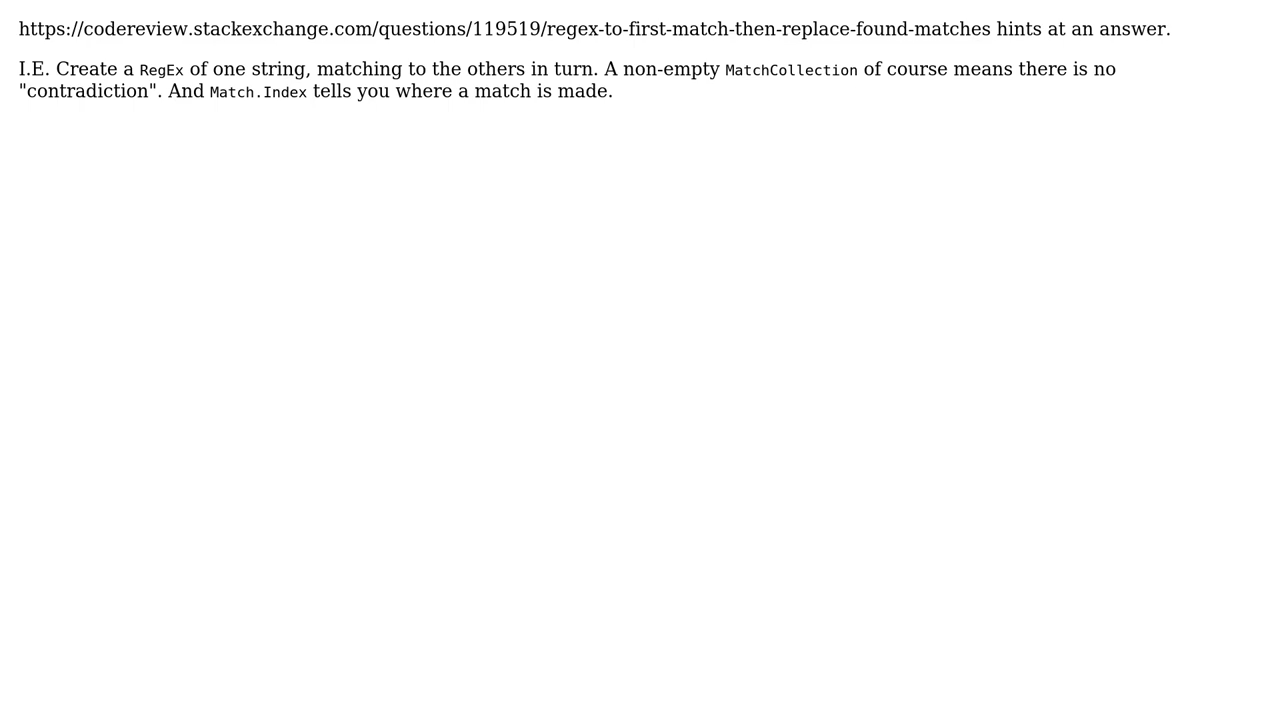 https://codereview.stackexchange.com/questions/119519/regex-to-first-match-then-replace-found-matches hints at an answer.
I.E. Create a RegEx of one string, matching to the others in turn. A non-empty MatchCollection of course means there is no
"contradiction". And Match.Index tells you where a match is made.